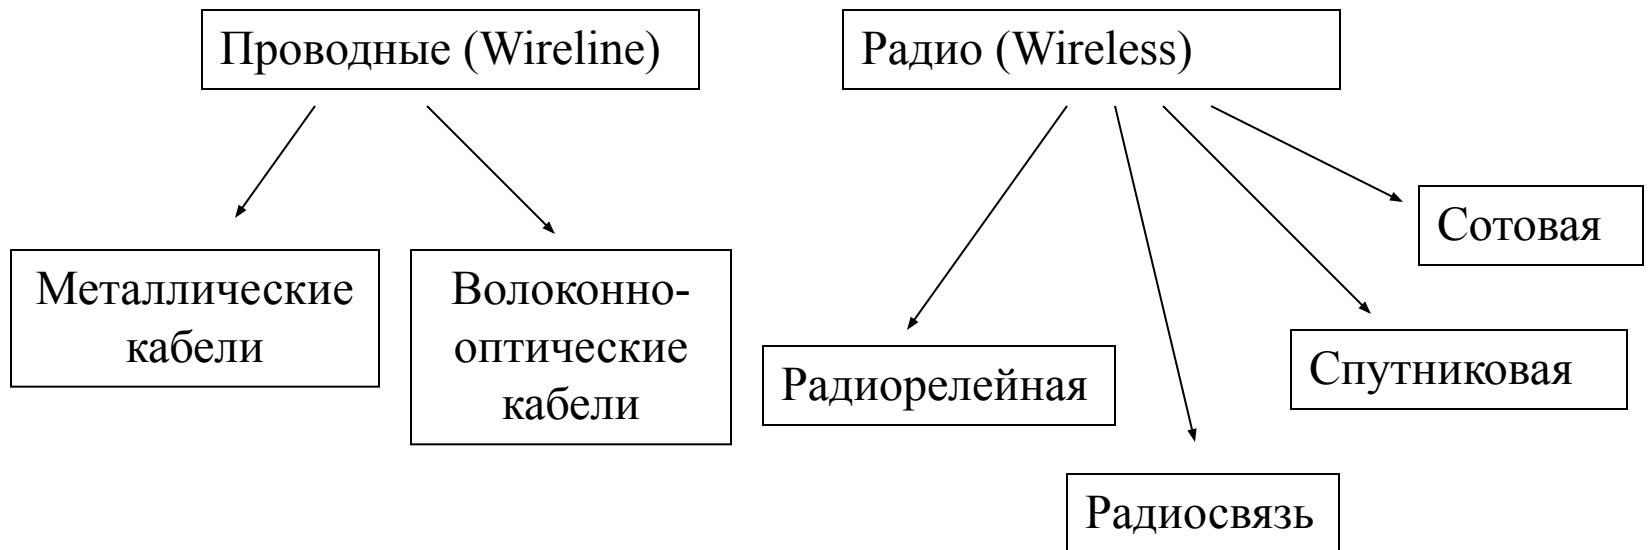 Проводные (Wireline)
Радио (Wireless)
Металлические
кабели
Волоконно-
оптические
кабели
Радиорелейная
Радиосвязь
Спутниковая
Сотовая